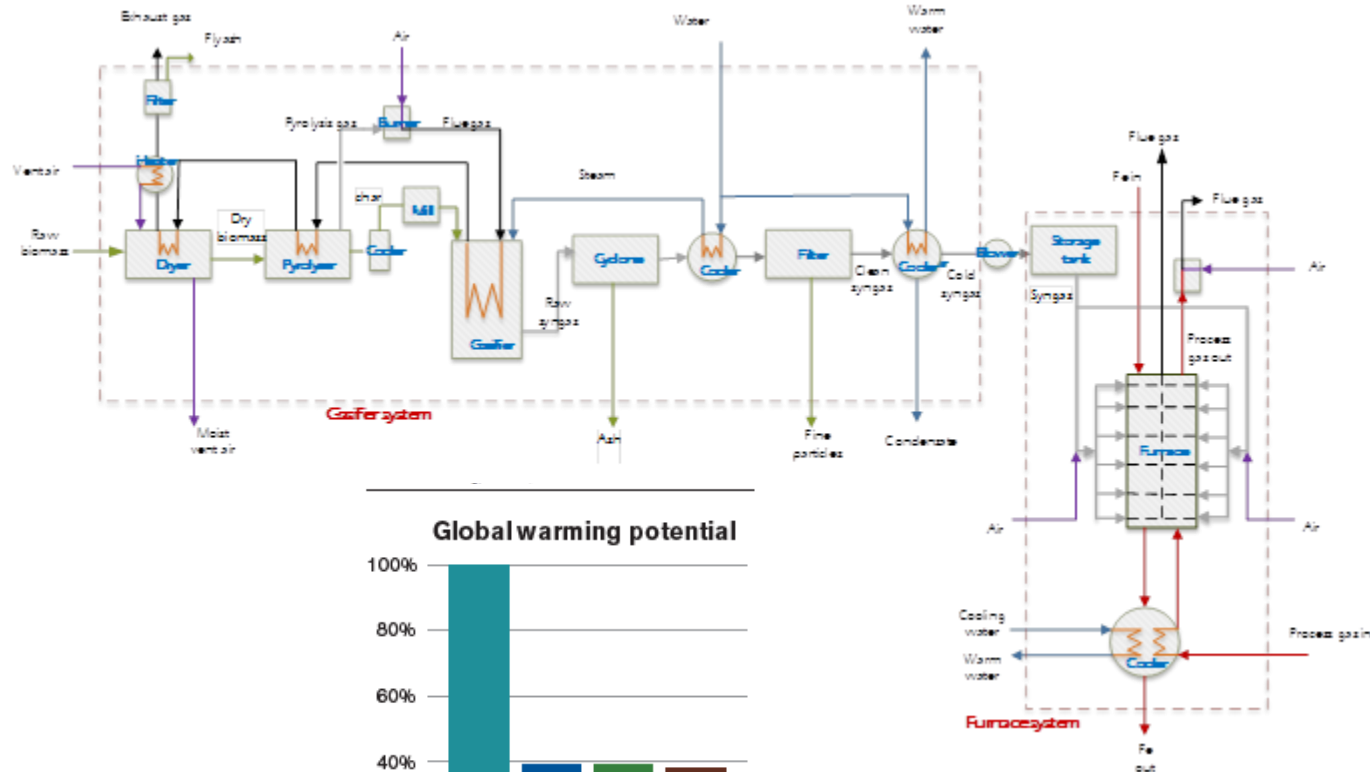 Exhaust gas
Fly ash
Air
Water
Warm
water
Filter
Pyrolysis gas
Burner
Flue gas
Flue gas
Vent air
Heater
Steam
Fe in
Flue gas
char
Mill
Raw
biomass
Dry
biomass
Dryer
Pyrolyser
Cooler
Cyclone
Cooler
Filter
Cooler
Blower
Storage
tank
Air
Clean
syngas
Cold
syngas
Syngas
Raw
syngas
Gasifier
Process
gas out
Gasifier system
Moist
vent air
Ash
Fine
particles
Condensate
Furnace
Air
Air
Global warming potential
100%
80%
60%
40%
Cooling
water
Warm
water
Cooler
Process gas in
Furnace system
Fe
out